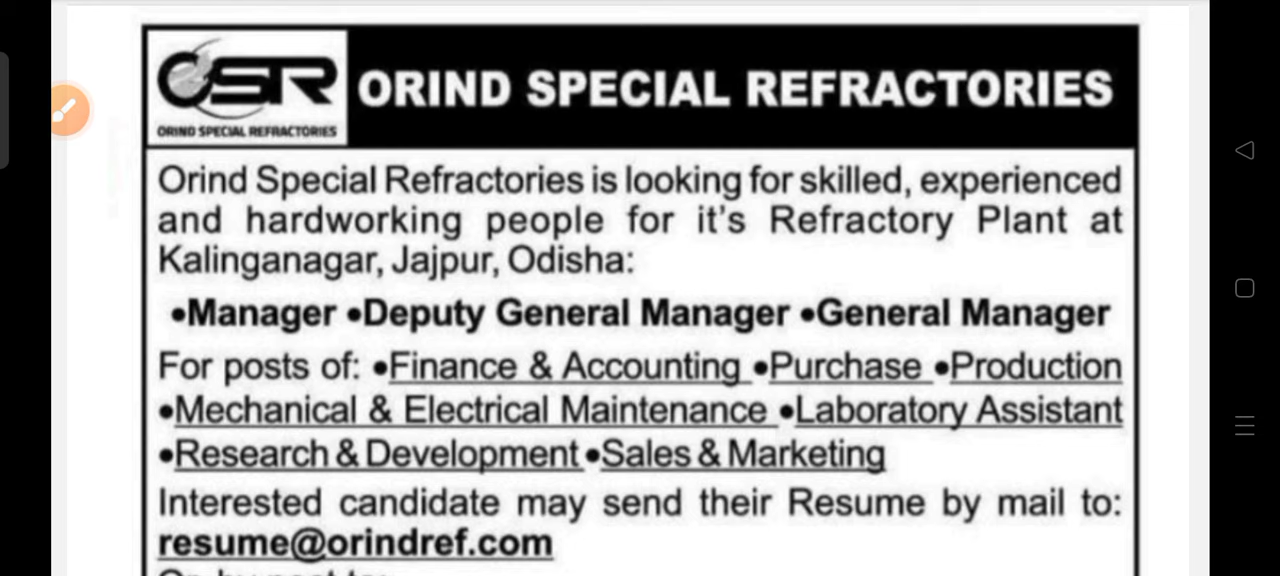 OSR
ORIND SPECIAL REFRACTORIES
ORIND SPECIAL REFRACTORIES
Orind Special Refractories is looking for skilled, experienced
and hardworking people for it's Refractory Plant at
Kalinganagar, Jajpur, Odisha:
•Manager •Deputy General Manager •General Manager
For posts of: •Finance & Accounting •Purchase •Production
•Mechanical & Electrical Maintenance •Laboratory Assistant
•Research & Development •Sales & Marketing
Interested candidate may send their Resume by mail to:
resume@orindref.com